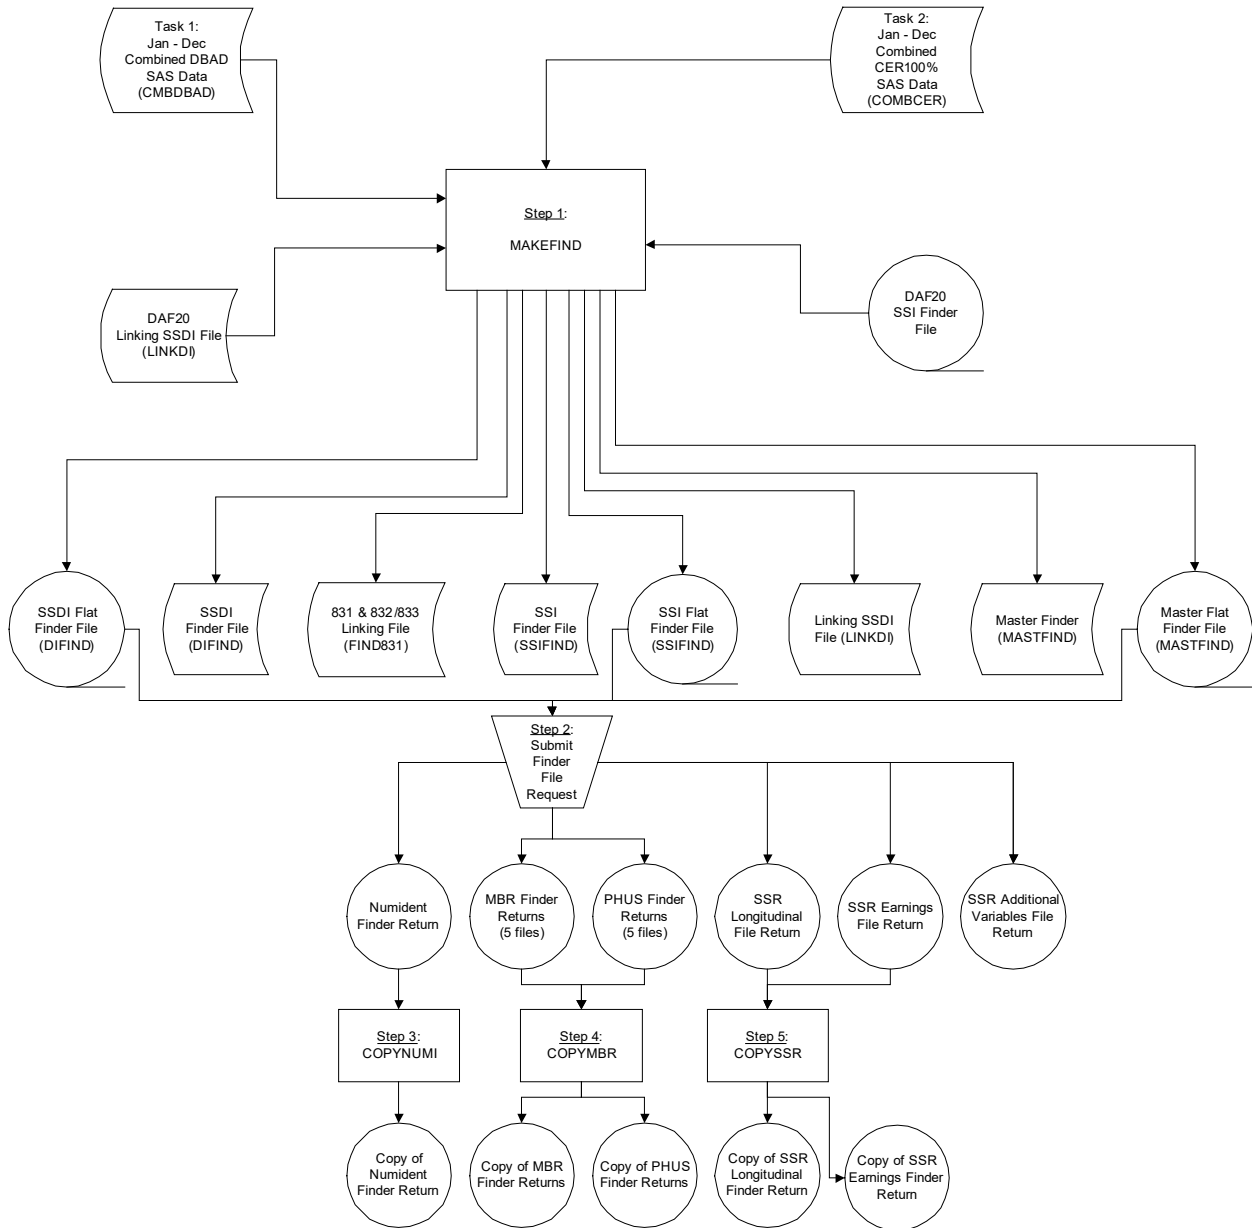 Task 1:
Jan - Dec
Combined DBAD
SAS Data
(CMBDBAD)
Task 2:
Jan - Dec
Combined
CER100%
SAS Data
(COMBCER)
Step 1:
MAKEFIND
DAF20
Linking SSDI File
(LINKDI)
DAF20
SSI Finder
File
SSDI Flat
Finder File
(DIFIND)
SSDI
Finder File
(DIFIND)
831 & 832/833
Linking File
(FIND831)
SSI
Finder File
(SSIFIND)
SSI Flat
Finder File
(SSIFIND)
Linking SSDI
File (LINKDI)
Master Finder
(MASTFIND)
Master Flat
Finder File
(MASTFIND)
Step 2:
Submit
Finder
File
Request
Numident
Finder Return
MBR Finder
Returns
(5 files)
PHUS Finder
Returns
(5 files)
SSR
Longitudinal
File Return
SSR Earnings
File Return
SSR Additional
Variables File
Return
Step 3:
COPYNUMI
Step 4:
COPYMBR
Step 5:
COPYSSR
Copy of
Numident
Finder Return
Copy of MBR
Finder Returns
Copy of PHUS
Finder Returns
Copy of SSR
Longitudinal
Finder Return
Copy of SSR
Earnings Finder
Return